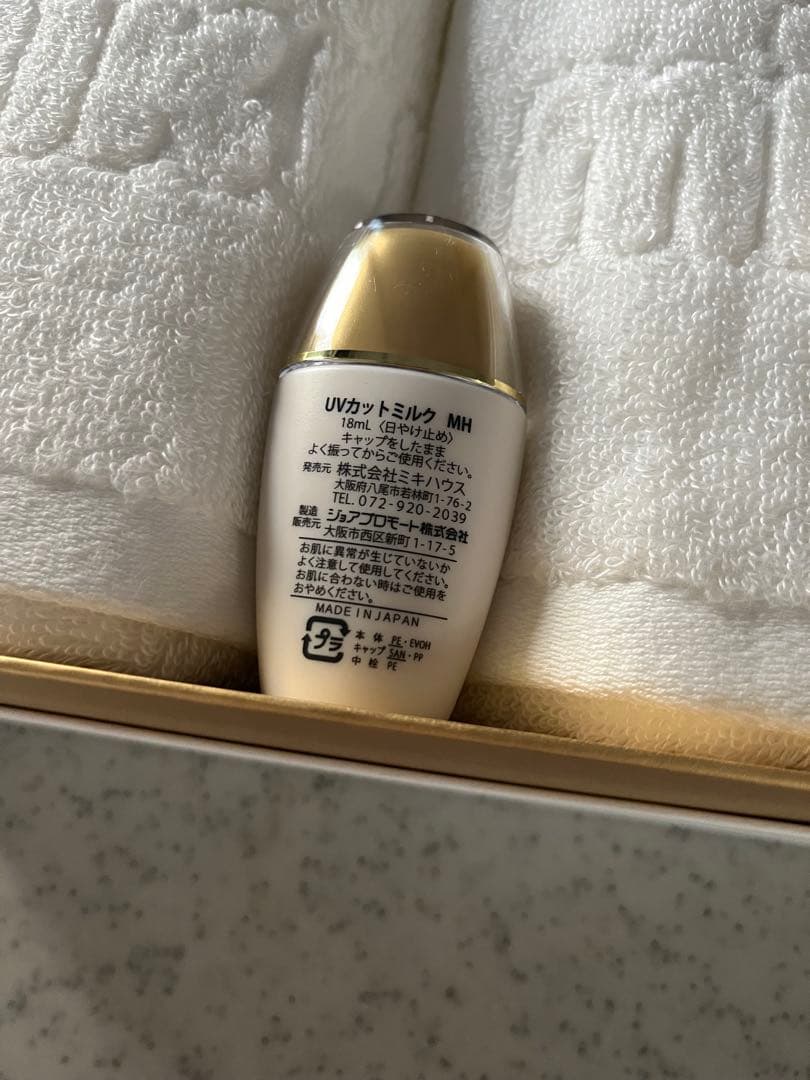 UVカットミルク MH
18mL〈日やけ止め〉
キャップをしたまま
よく振ってからご使用ください。
発売元 株式会社ミキハウス
大阪府八尾市若林町1-76-2
TEL. 072-920-2039
製造販売元 ジョアプロモート株式会社
大阪市西区新町1-17-5
お肌に異常が生じていないか
よく注意して使用してください。
お肌に合わない時はご使用を
おやめください。
MADE IN JAPAN
プラ
本体 PE・EVOH
キャップ SAN・PP
中栓 PE